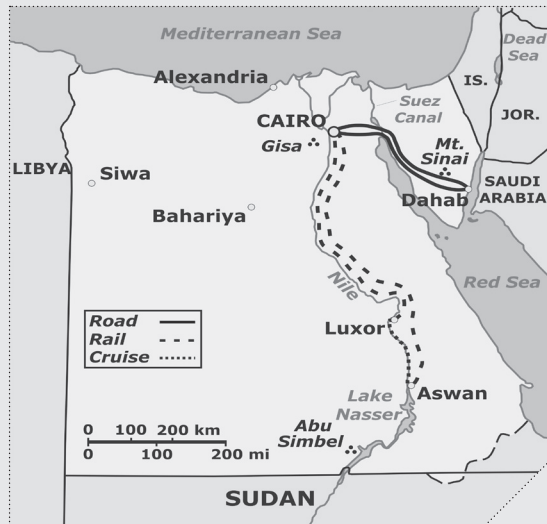 Mediterranean Sea
Dead
Sea
Alexandria
IS.
Suez
Canal
JOR.
CAIRO
Gisa
Mt.
Sinai
LIBYA
Siwa
SAUDI
ARABIA
Dahab
Bahariya
Red Sea
Nile
Road
Rail
Cruise
Luxor
Lake
Nasser
Aswan
Abu
Simbel
0 100 200 km
0 100 200 mi
SUDAN